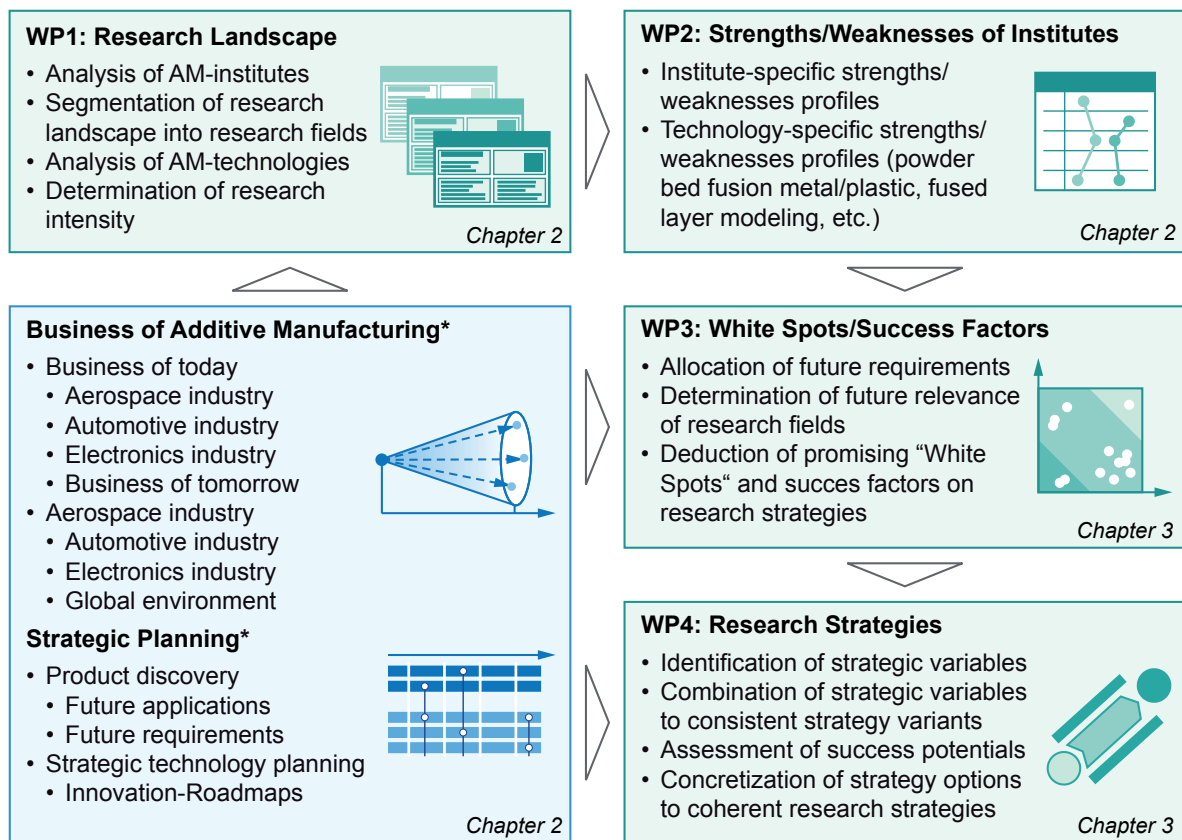 WP1: Research Landscape
• Analysis of AM-institutes
• Segmentation of research
landscape into research fields
• Analysis of AM-technologies
• Determination of research
intensity
Chapter 2
WP2: Strengths/Weaknesses of Institutes
• Institute-specific strengths/
weaknesses profiles
• Technology-specific strengths/
weaknesses profiles (powder
bed fusion metal/plastic, fused
layer modeling, etc.)
Chapter 2
Business of Additive Manufacturing*
• Business of today
• Aerospace industry
• Automotive industry
• Electronics industry
• Business of tomorrow
• Aerospace industry
• Automotive industry
• Electronics industry
• Global environment
Strategic Planning*
• Product discovery
• Future applications
• Future requirements
• Strategic technology planning
• Innovation-Roadmaps
Chapter 2
WP3: White Spots/Success Factors
• Allocation of future requirements
• Determination of future relevance
of research fields
• Deduction of promising “White
Spots“ and succes factors on
research strategies
Chapter 3
WP4: Research Strategies
• Identification of strategic variables
• Combination of strategic variables
to consistent strategy variants
• Assessment of success potentials
• Concretization of strategy options
to coherent research strategies
Chapter 3